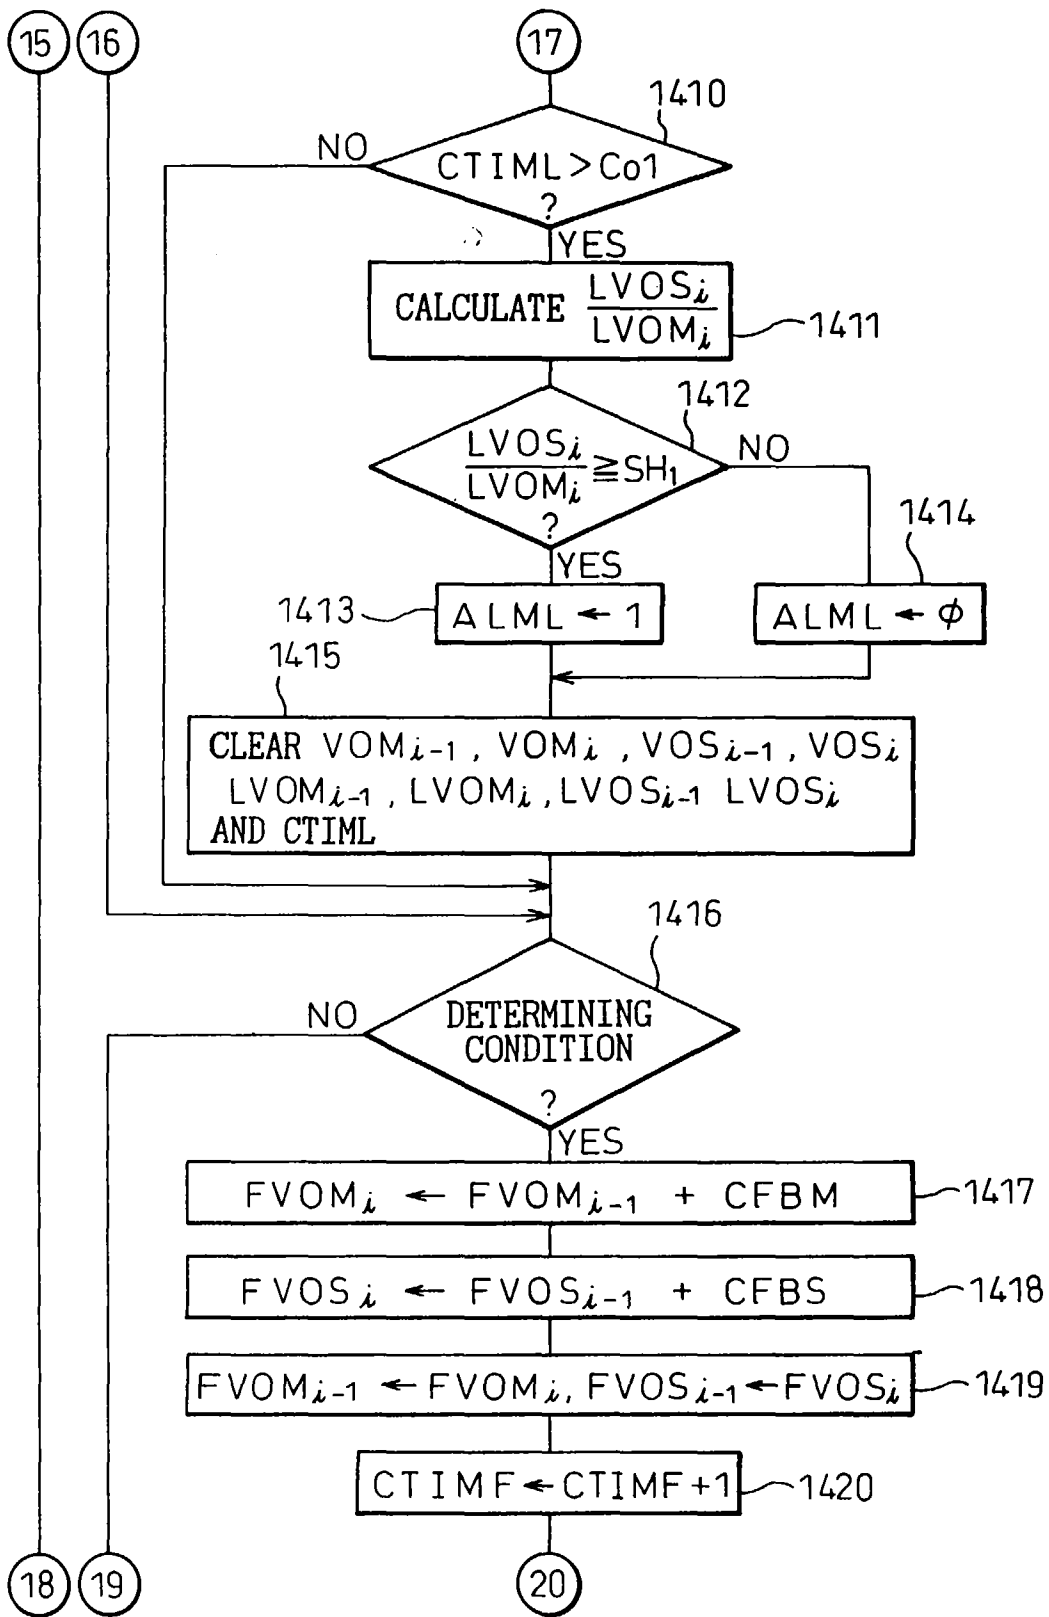 15 16 17
1410
NO
CTIML > Co1
?
YES
CALCULATE LVOSi / LVOMi
1411
1412
LVOSi / LVOMi ≧ SH1
?
NO
YES
1414
1413
ALML ← 1
ALML ← ϕ
1415
CLEAR VOMi-1, VOMi, VOSi-1, VOSi
LVOMi-1, LVOMi, LVOSi-1 LVOSi
AND CTIML
1416
NO
DETERMINING
CONDITION
?
YES
FVOMi ← FVOMi-1 + CFBM
1417
FVOSi ← FVOSi-1 + CFBS
1418
FVOMi-1 ← FVOMi, FVOSi-1 ← FVOSi
1419
CTIMF ← CTIMF+1
1420
18 19 20